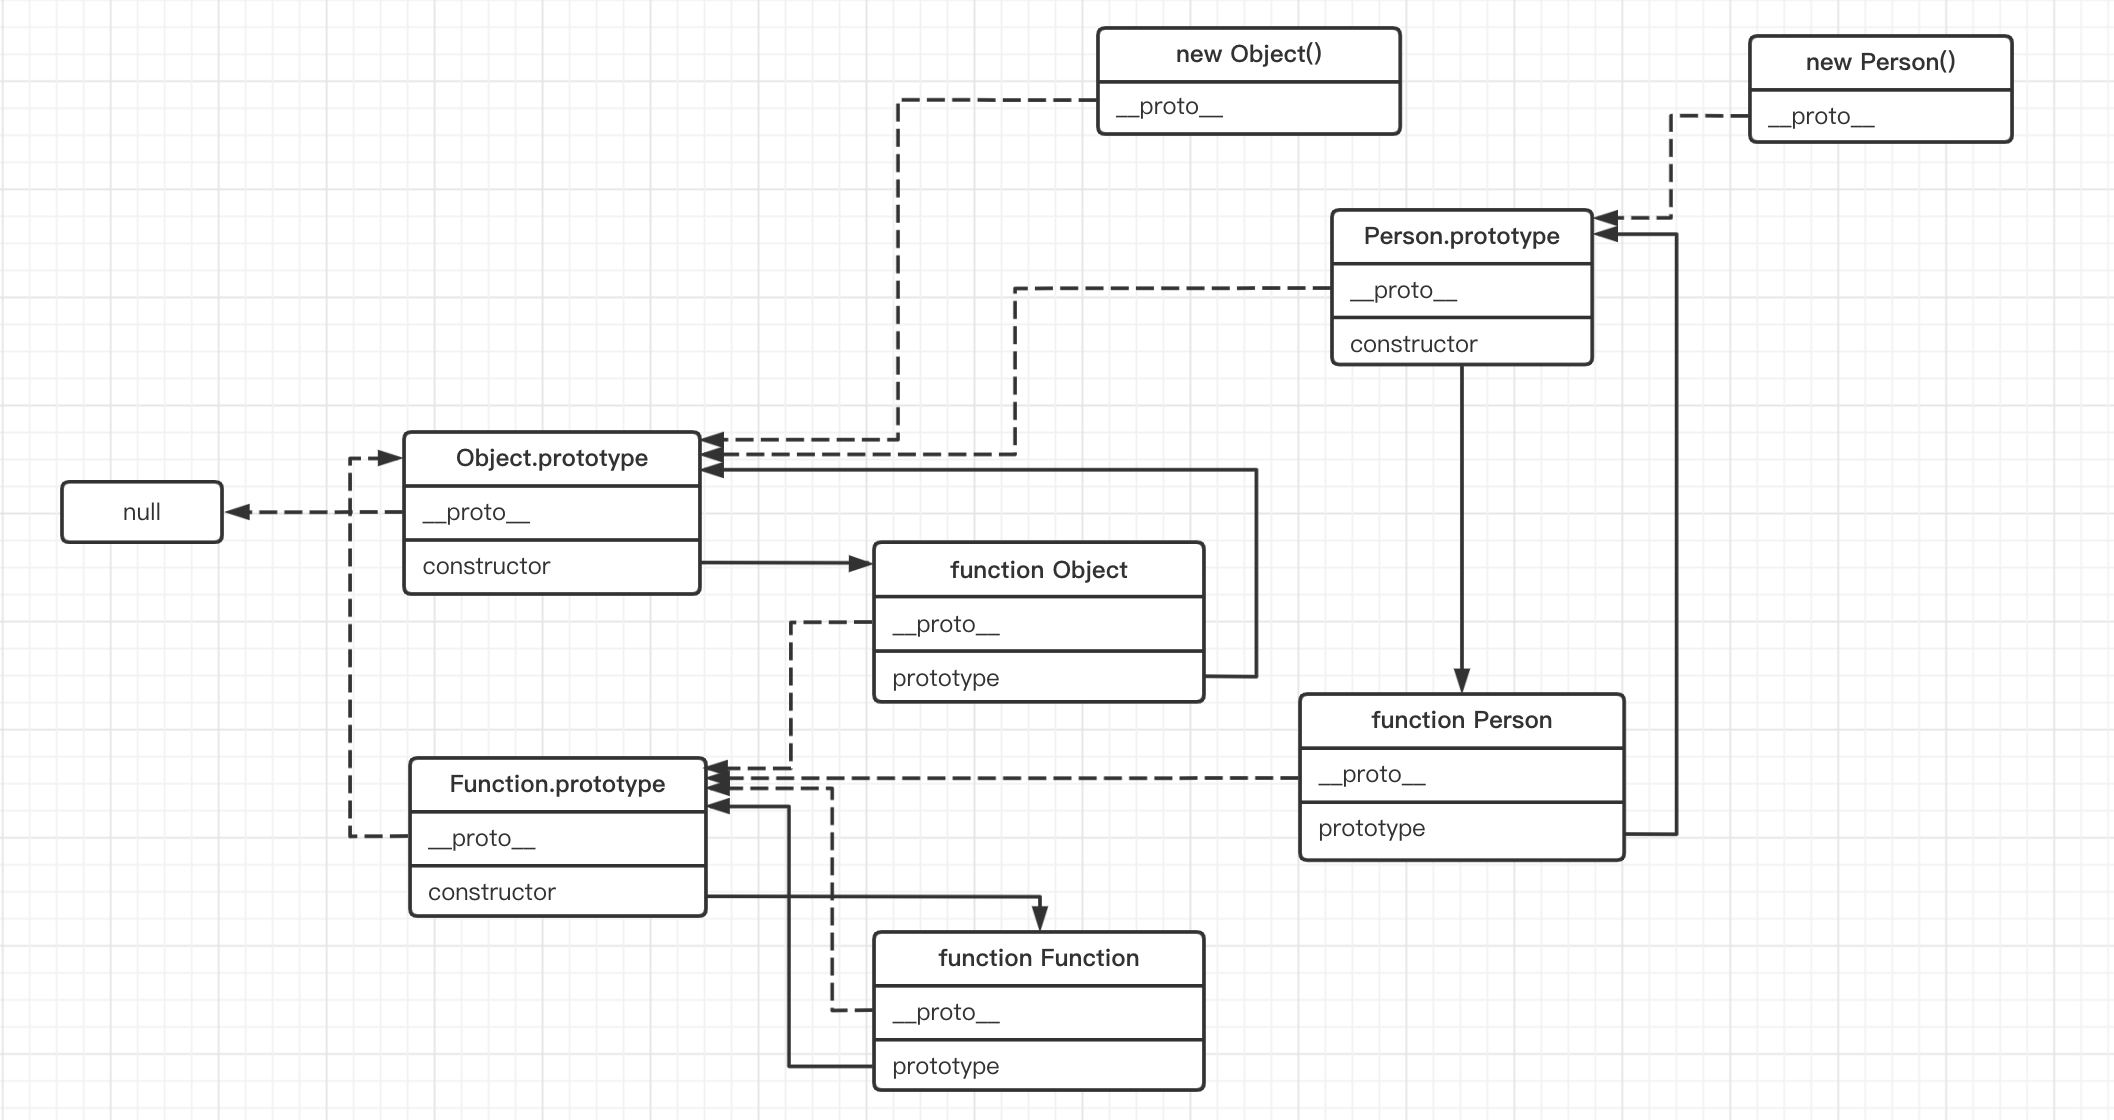 new Object()
__proto__
new Person()
__proto__
Person.prototype
__proto__
constructor
Object.prototype
__proto__
constructor
null
function Object
__proto__
prototype
function Person
__proto__
prototype
Function.prototype
__proto__
constructor
function Function
__proto__
prototype